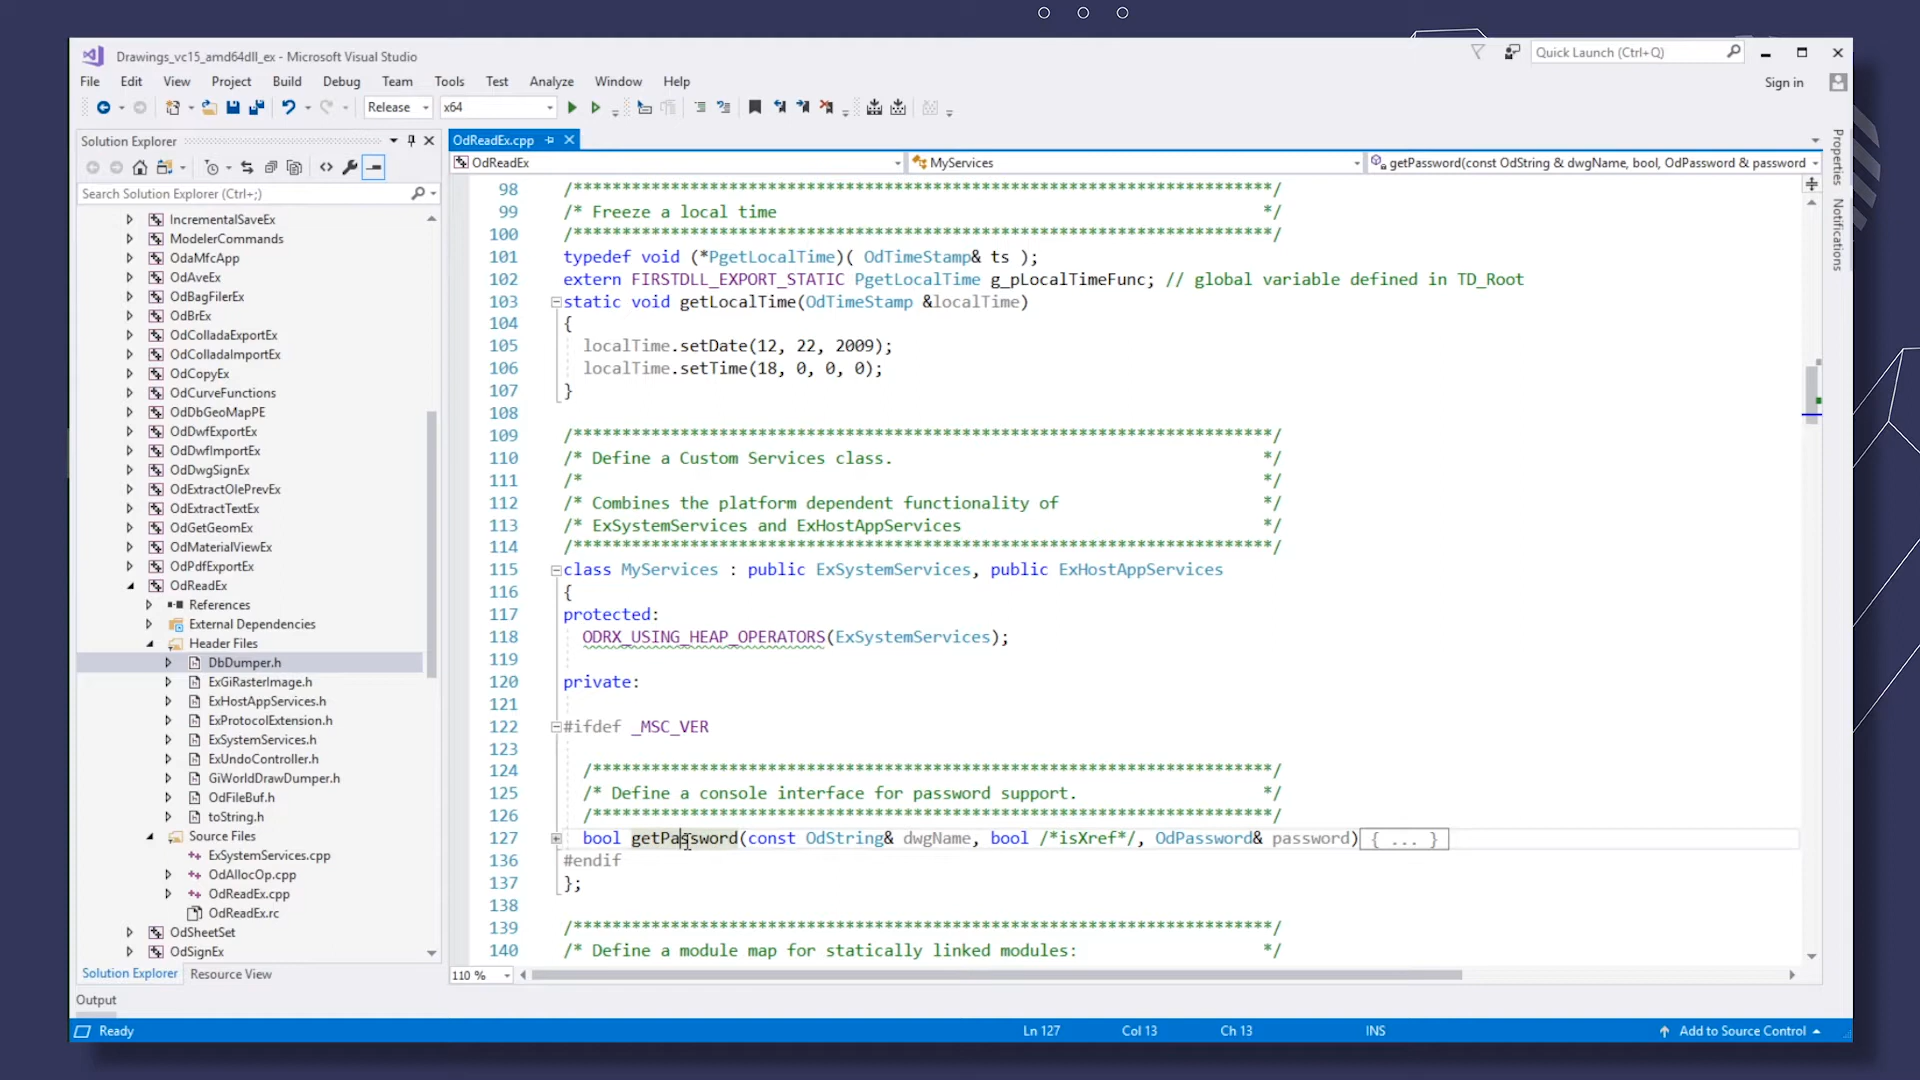 Drawings_vc15_amd64dll_ex - Microsoft Visual Studio
Quick Launch (Ctrl+Q)
File Edit View Project Build Debug Team Tools Test Analyze Window Help
Sign in
Release x64
Solution Explorer
Search Solution Explorer (Ctrl+;)
IncrementalSaveEx
ModelerCommands
OdaMfcApp
OdAveEx
OdBagFilerEx
OdBrEx
OdColladaExportEx
OdColladaImportEx
OdCopyEx
OdCurveFunctions
OdDbGeoMapPE
OdDwfExportEx
OdDwfImportEx
OdDwgSignEx
OdExtractOlePrevEx
OdExtractTextEx
OdGetGeomEx
OdMaterialViewEx
OdPdfExportEx
OdReadEx
References
External Dependencies
Header Files
DbDumper.h
ExGiRasterImage.h
ExHostAppServices.h
ExProtocolExtension.h
ExSystemServices.h
ExUndoController.h
GiWorldDrawDumper.h
OdFileBuf.h
toString.h
Source Files
ExSystemServices.cpp
OdAllocOp.cpp
OdReadEx.cpp
OdReadEx.rc
OdSheetSet
OdSignEx
Solution Explorer Resource View
OdReadEx.cpp
OdReadEx MyServices getPassword(const OdString & dwgName, bool, OdPassword & password
98 /************************************************************************/
99 /* Freeze a local time */
100 /************************************************************************/
101 typedef void (*PgetLocalTime)( OdTimeStamp& ts );
102 extern FIRSTDLL_EXPORT_STATIC PgetLocalTime g_pLocalTimeFunc; // global variable defined in TD_Root
103 static void getLocalTime(OdTimeStamp &localTime)
104 {
105 localTime.setDate(12, 22, 2009);
106 localTime.setTime(18, 0, 0, 0);
107 }
108
109 /************************************************************************/
110 /* Define a Custom Services class. */
111 /* */
112 /* Combines the platform dependent functionality of */
113 /* ExSystemServices and ExHostAppServices */
114 /************************************************************************/
115 class MyServices : public ExSystemServices, public ExHostAppServices
116 {
117 protected:
118 ODRX_USING_HEAP_OPERATORS(ExSystemServices);
119
120 private:
121
122 #ifdef _MSC_VER
123
124 /**********************************************************************/
125 /* Define a console interface for password support. */
126 /**********************************************************************/
127 bool getPassword(const OdString& dwgName, bool /*isXref*/, OdPassword& password){ ... }
136 #endif
137 };
138
139 /************************************************************************/
140 /* Define a module map for statically linked modules: */
110 %
Properties
Notifications
Output
Ready Ln 127 Col 13 Ch 13 INS Add to Source Control